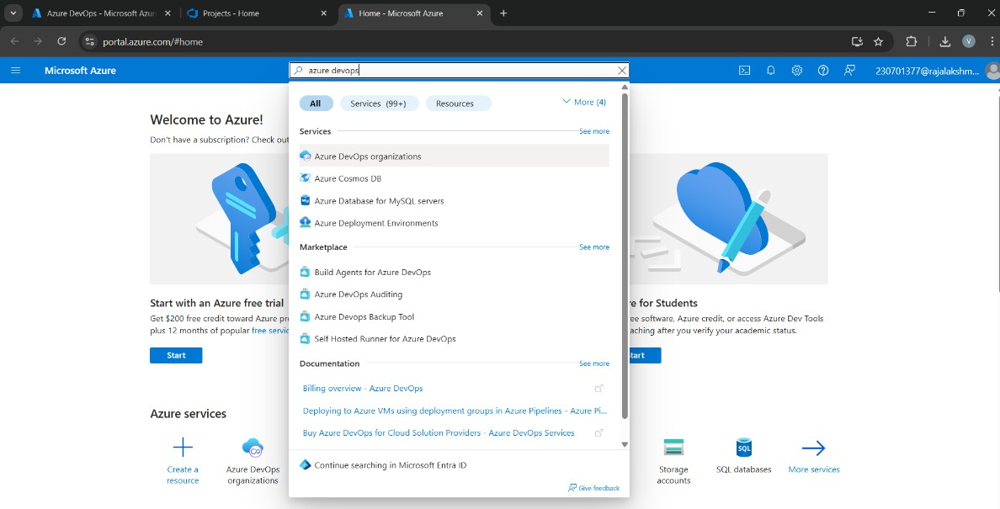 Azure DevOps - Microsoft Azur
Projects - Home
Home - Microsoft Azure
portal.azure.com/#home
V
Microsoft Azure
azure devops
230701377@rajalakshm...
All
Services (99+)
Resources
More (4)
Welcome to Azure!
Don't have a subscription? Check out
Services
See more
Azure DevOps organizations
Azure Cosmos DB
Azure Database for MySQL servers
Azure Deployment Environments
Marketplace
See more
Build Agents for Azure DevOps
Azure DevOps Auditing
Azure Devops Backup Tool
Self Hosted Runner for Azure DevOps
Documentation
See more
Billing overview - Azure DevOps
Deploying to Azure VMs using deployment groups in Azure Pipelines - Azure Pi...
Buy Azure DevOps for Cloud Solution Providers - Azure DevOps Services
Continue searching in Microsoft Entra ID
Give feedback
Start with an Azure free trial
Get $200 free credit toward Azure pr
plus 12 months of popular free servic
Start
re for Students
ee software, Azure credit, or access Azure Dev Tools
aching after you verify your academic status.
tart
Azure services
Create a
resource
Azure DevOps
organizations
Storage
accounts
SQL
SQL databases
More services